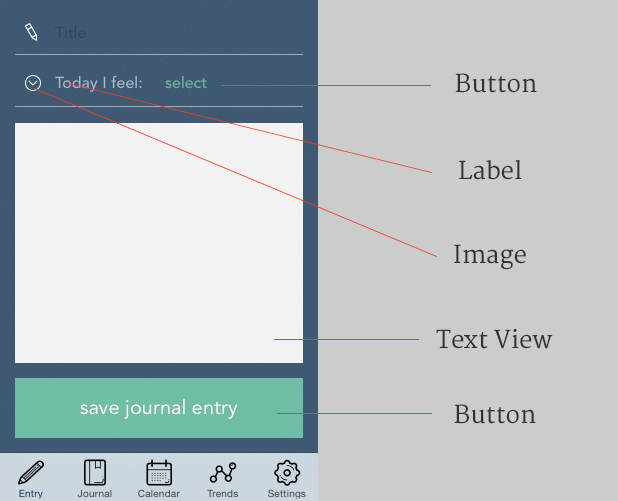 Title
Today I feel: select
Button
Label
Image
Text View
save journal entry
Button
Entry Journal Calendar Trends Settings